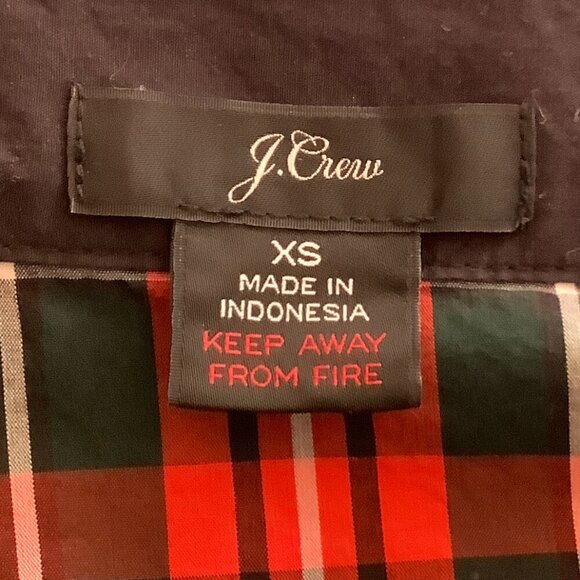 J.Crew
XS
MADE IN
INDONESIA
KEEP AWAY
FROM FIRE